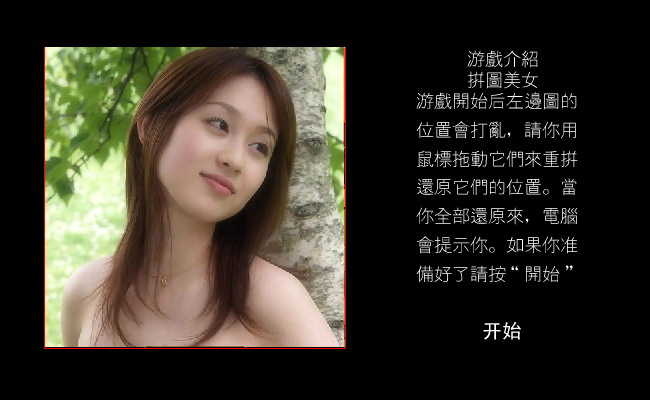 游戲介紹
拼圖美女
游戲開始后左邊圖的
位置會打亂，請你用
鼠標拖動它們來重拼
還原它們的位置。當
你全部還原來，電腦
會提示你。如果你准
備好了請按“開始”
开始